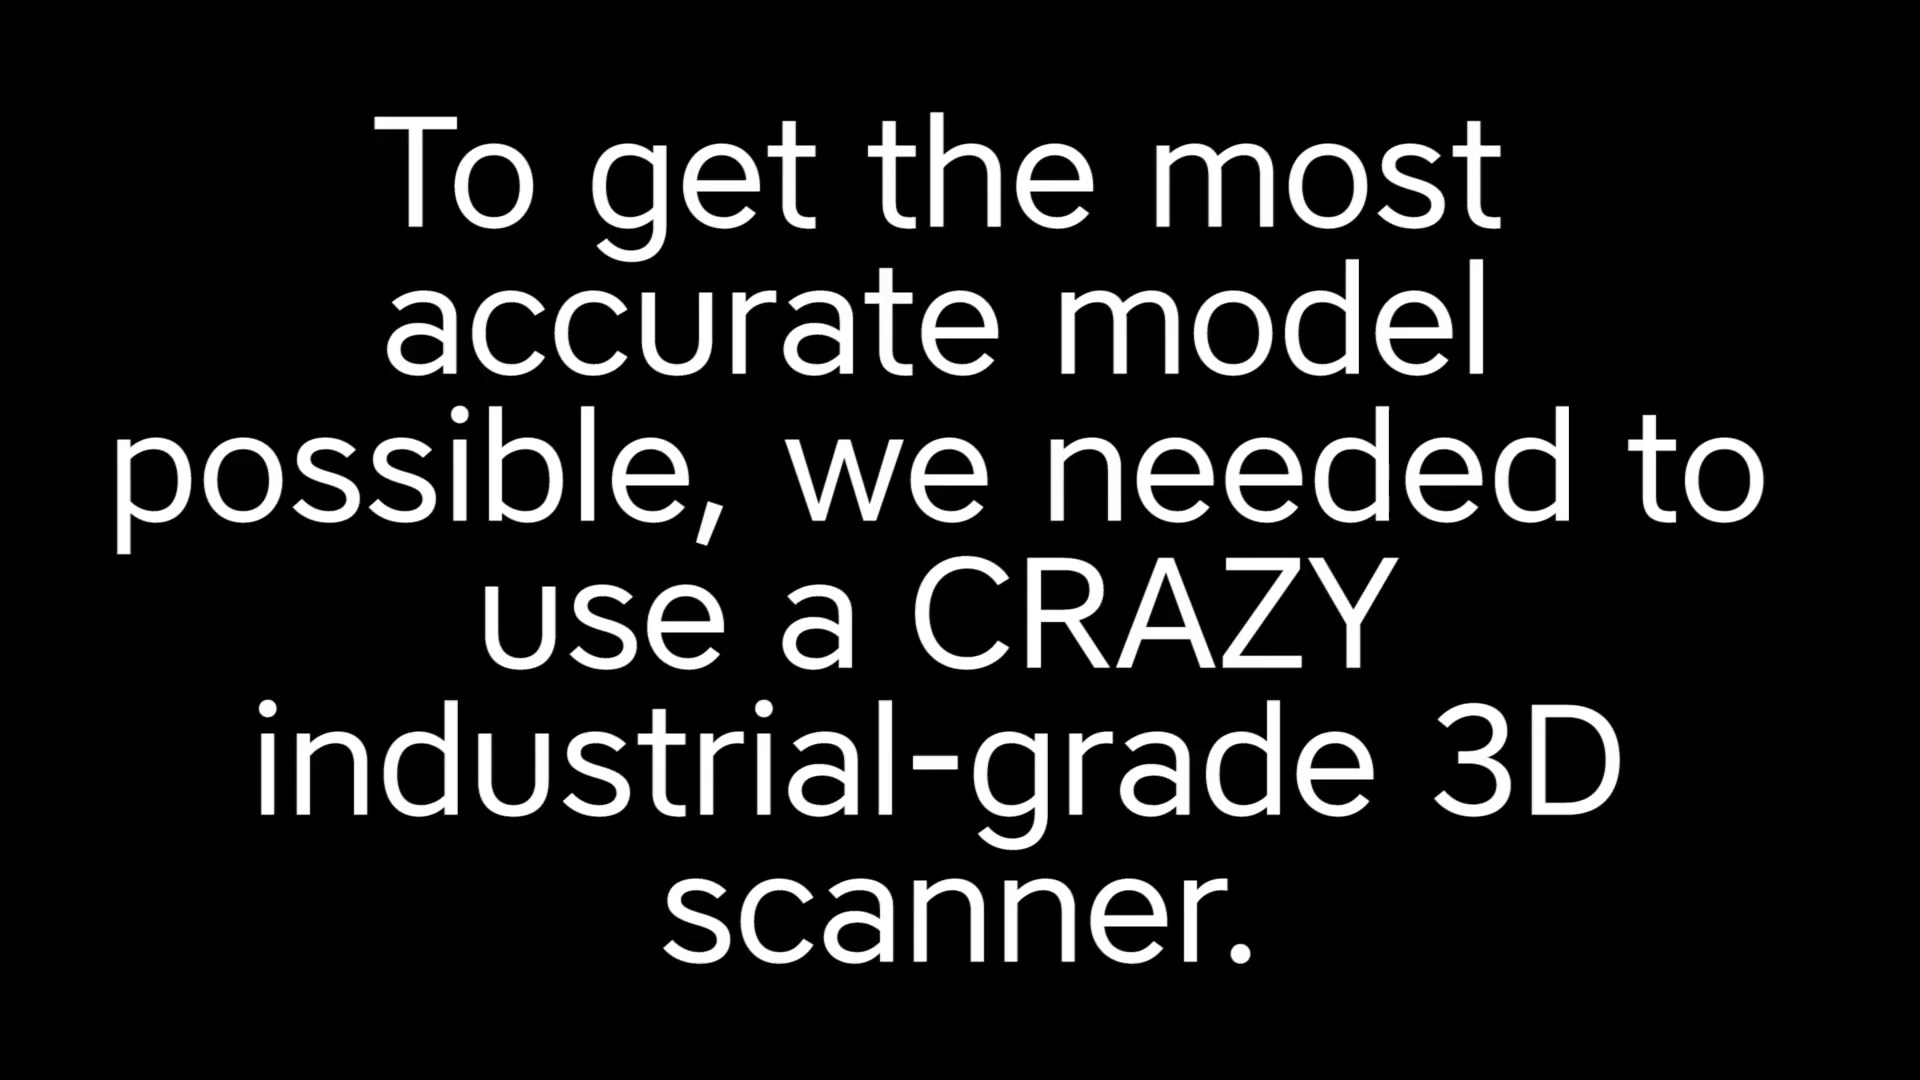 To get the most
accurate model
possible, we needed to
use a CRAZY
industrial-grade 3D
scanner.